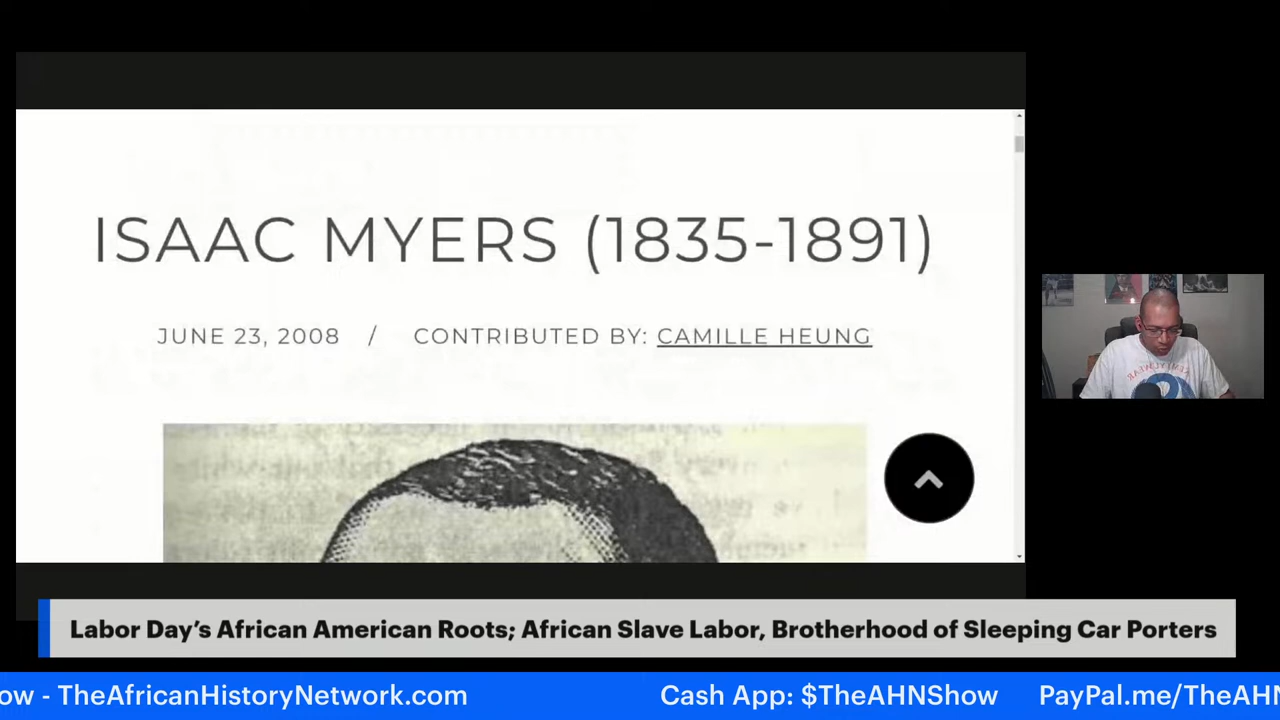 ISAAC MYERS (1835-1891)
JUNE 23, 2008 / CONTRIBUTED BY: CAMILLE HEUNG
Labor Day’s African American Roots; African Slave Labor, Brotherhood of Sleeping Car Porters
ow - TheAfricanHistoryNetwork.com Cash App: $TheAHNShow PayPal.me/TheAHN